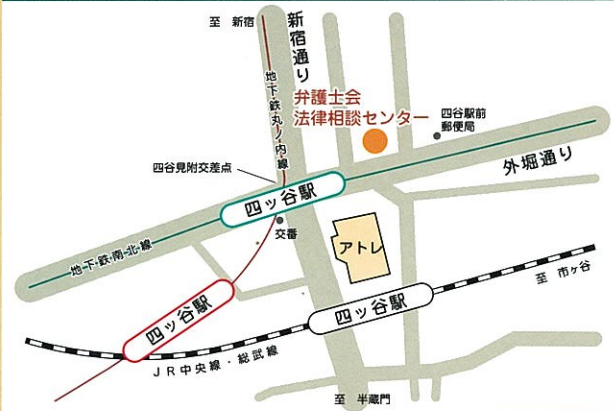 至 新宿
新宿通り
地下鉄丸ノ内線
弁護士会
法律相談センター
四谷駅前
郵便局
四谷見附交差点
外堀通り
四ッ谷駅
交番
アトレ
地下鉄南北線
至 市ヶ谷
四ッ谷駅
四ッ谷駅
JR中央線・総武線
至 半蔵門